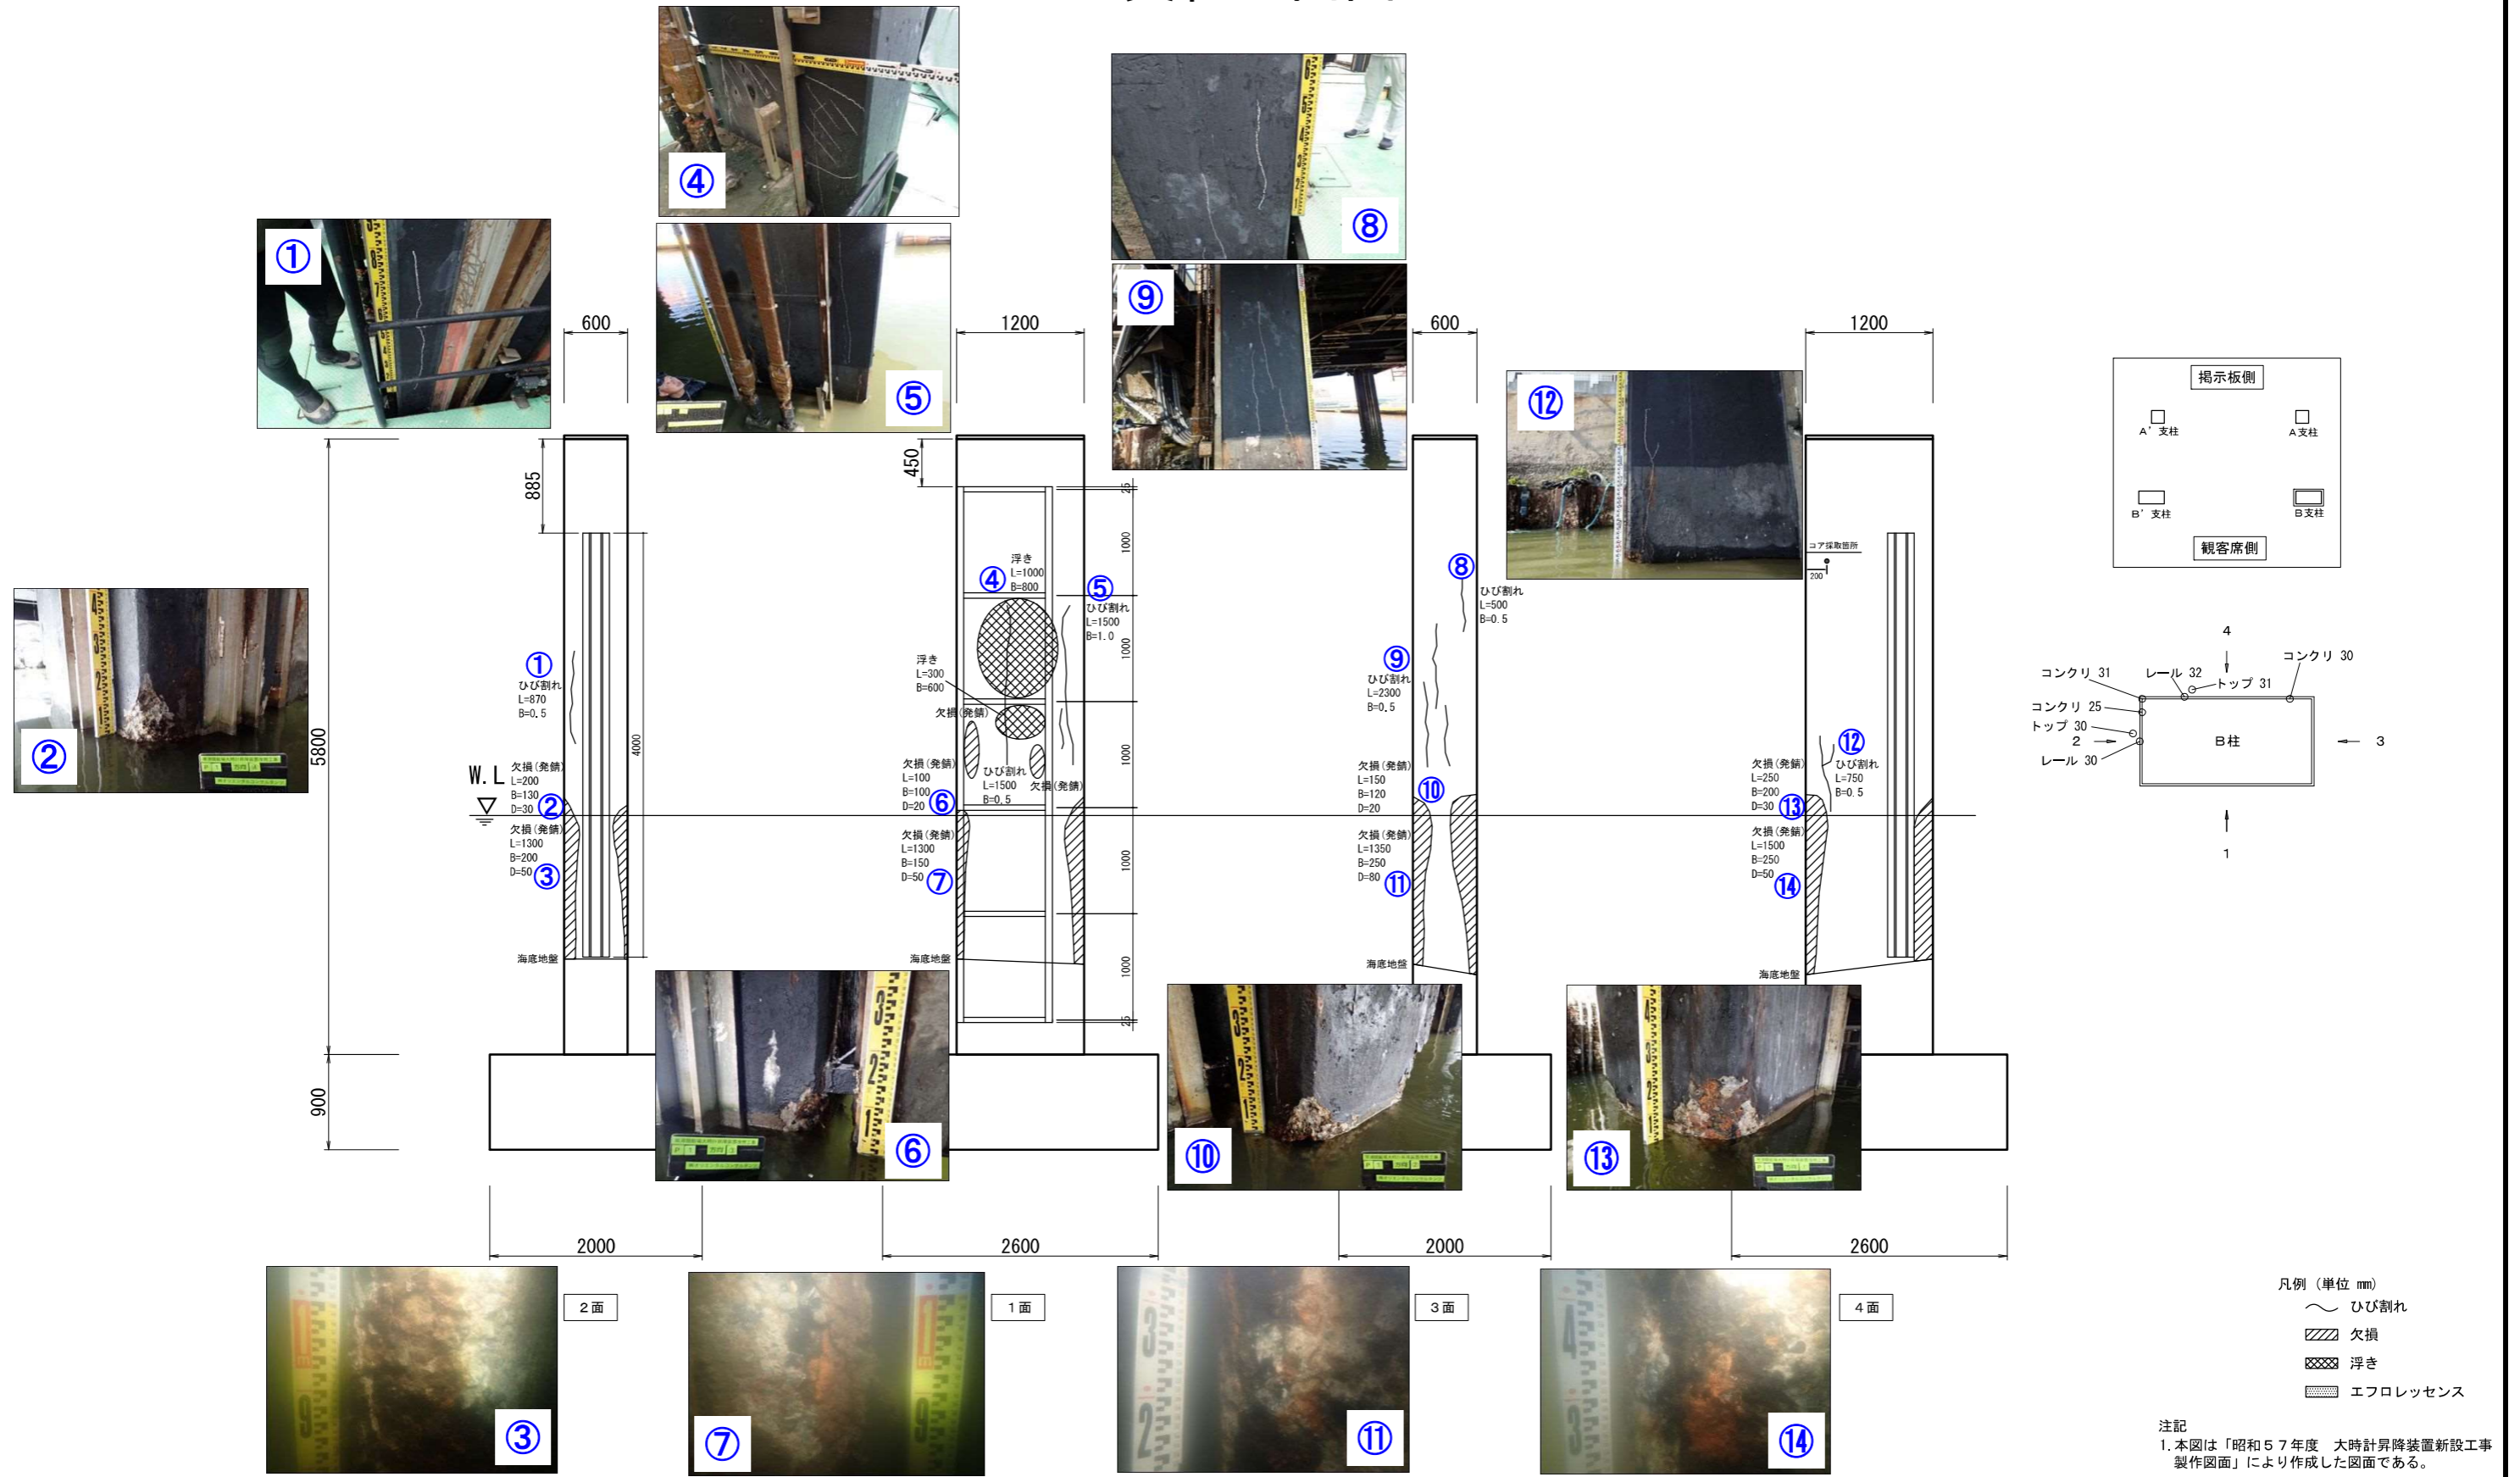 ④
⑧
①
⑤
⑨
⑫
600
1200
600
1200
掲示板側
A' 支柱
A支柱
B' 支柱
B支柱
観客席側
885
450
25
1000
1000
1000
1000
1000
25
5800
900
4000
②
①
ひび割れ
L=870
B=0.5
W.L
欠損(発錆)
L=200
B=130
D=30
②
欠損(発錆)
L=1300
B=200
D=50
③
海底地盤
④
浮き
L=1000
B=800
⑤
ひび割れ
L=1500
B=1.0
浮き
L=300
B=600
欠損(発錆)
ひび割れ
L=1500
B=0.5
欠損(発錆)
欠損(発錆)
L=100
B=100
D=20
⑥
欠損(発錆)
L=1300
B=150
D=50
⑦
海底地盤
⑧
ひび割れ
L=500
B=0.5
⑨
ひび割れ
L=2300
B=0.5
欠損(発錆)
L=150
B=120
D=20
⑩
欠損(発錆)
L=1350
B=250
D=80
⑪
海底地盤
コア採取箇所
200
⑫
ひび割れ
L=750
B=0.5
欠損(発錆)
L=250
B=200
D=30
⑬
欠損(発錆)
L=1500
B=250
D=50
⑭
海底地盤
4
コンクリ 31
レール 32
コンクリ 30
トップ 31
コンクリ 25
トップ 30
2
B柱
3
レール 30
1
⑥
⑩
⑬
2000
2600
2000
2600
③
2面
⑦
1面
⑪
3面
⑭
4面
凡例 (単位 mm)
ひび割れ
欠損
浮き
エフロレッセンス
注記
1.本図は「昭和57年度 大時計昇降装置新設工事
製作図面」により作成した図面である。